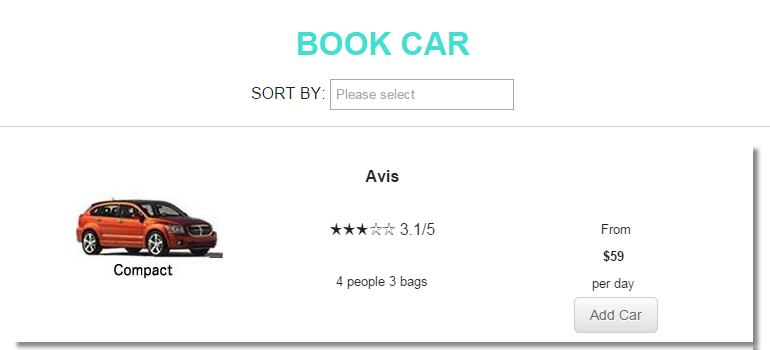 BOOK CAR
SORT BY: Please select
Avis
★★★☆☆ 3.1/5
4 people 3 bags
Compact
From
$59
per day
Add Car